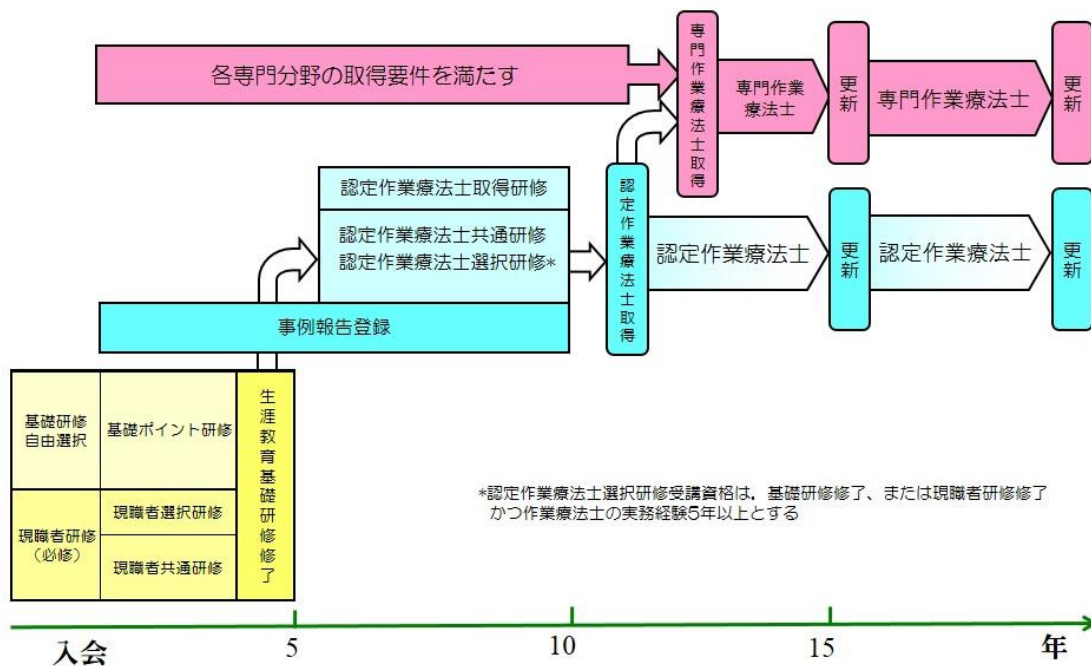 各専門分野の取得要件を満たす
専門作業療法士取得
専門作業
療法士
更新
専門作業療法士
更新
認定作業療法士取得研修
認定作業療法士共通研修
認定作業療法士選択研修*
事例報告登録
認定作業療法士取得
認定作業療法士
更新
認定作業療法士
更新
基礎研修
自由選択
基礎ポイント研修
生涯教育基礎研修修了
現職者研修
(必修)
現職者選択研修
現職者共通研修
*認定作業療法士選択研修受講資格は、基礎研修修了、または現職者研修修了
かつ作業療法士の実務経験5年以上とする
入会
5
10
15
年